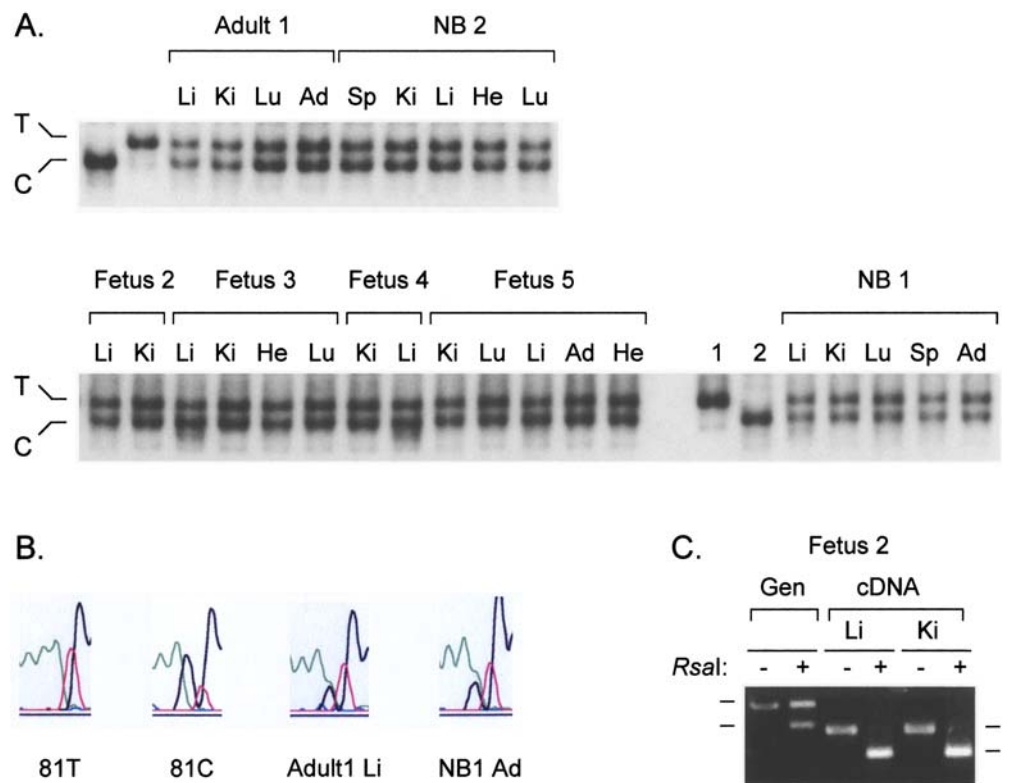 A.
Adult 1 NB 2
Li Ki Lu Ad Sp Ki Li He Lu
T
C
Fetus 2 Fetus 3 Fetus 4 Fetus 5 NB 1
Li Ki Li Ki He Lu Ki Li Ki Lu Li Ad He 1 2 Li Ki Lu Sp Ad
T
C
B.
81T 81C Adult1 Li NB1 Ad
C.
Fetus 2
Gen cDNA
Li Ki
RsaI: - + - + - +